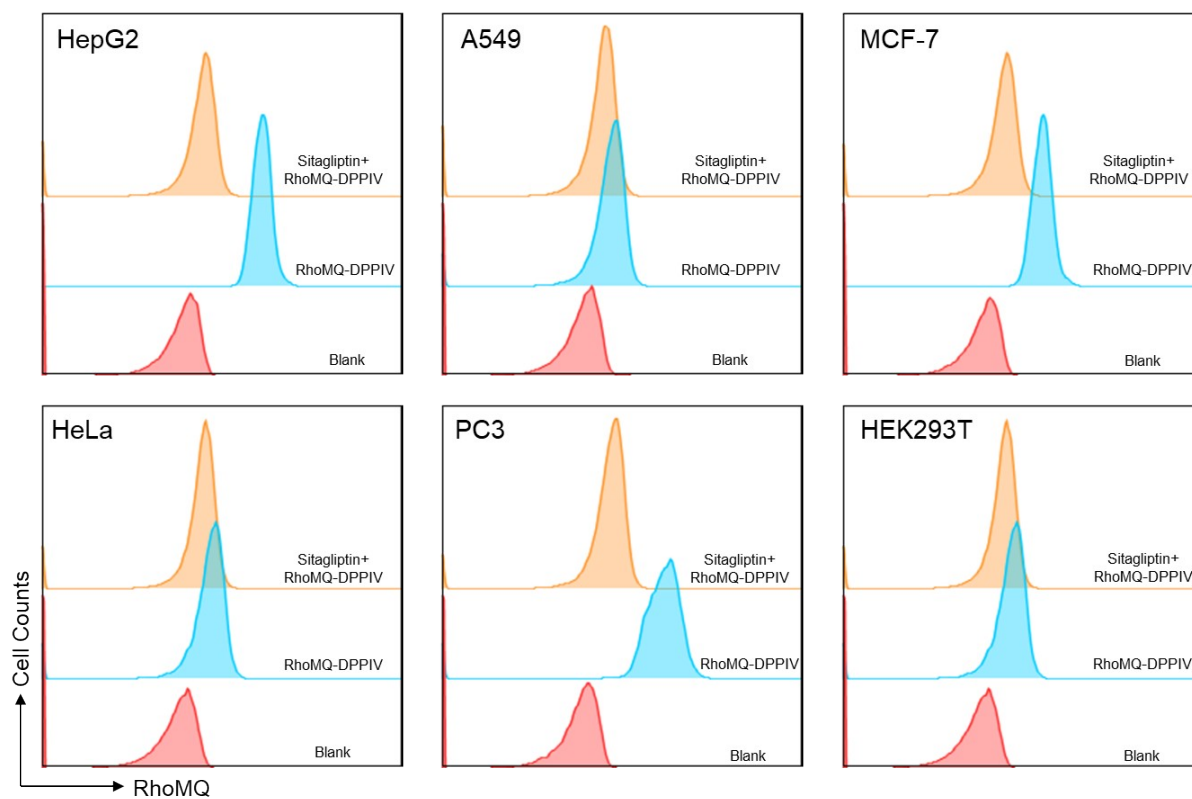 HepG2
Sitagliptin+
RhoMQ-DPPIV
RhoMQ-DPPIV
Blank
A549
Sitagliptin+
RhoMQ-DPPIV
RhoMQ-DPPIV
Blank
MCF-7
Sitagliptin+
RhoMQ-DPPIV
RhoMQ-DPPIV
Blank
HeLa
Sitagliptin+
RhoMQ-DPPIV
RhoMQ-DPPIV
Blank
PC3
Sitagliptin+
RhoMQ-DPPIV
RhoMQ-DPPIV
Blank
HEK293T
Sitagliptin+
RhoMQ-DPPIV
RhoMQ-DPPIV
Blank
Cell Counts
RhoMQ